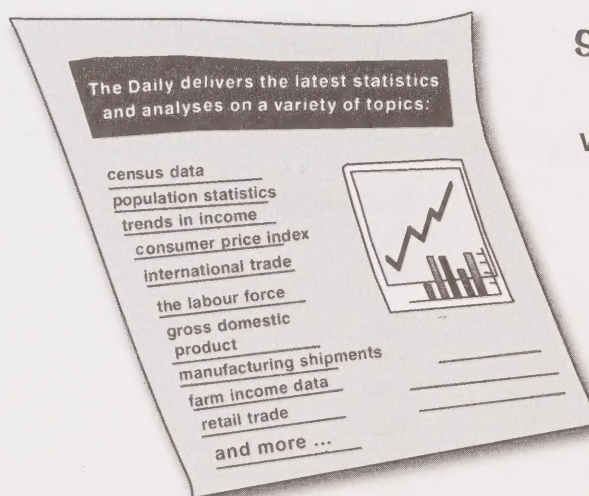 The Daily delivers the latest statistics
and analyses on a variety of topics:
census data
population statistics
trends in income
consumer price index
international trade
the labour force
gross domestic
product
manufacturing shipments
farm income data
retail trade
and more ...